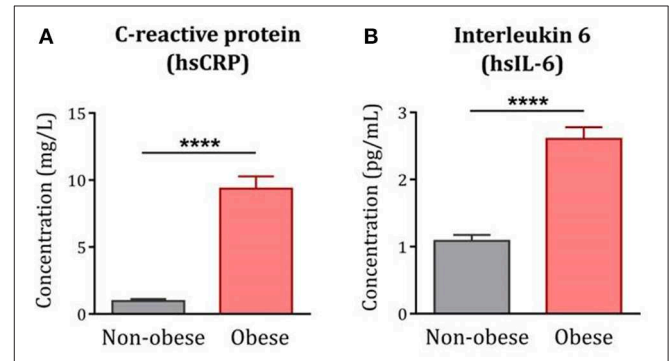 A
C-reactive protein
(hsCRP)
Concentration (mg/L)
15
10
5
0
****
Non-obese
Obese
B
Interleukin 6
(hsIL-6)
Concentration (pg/mL)
3
2
1
0
****
Non-obese
Obese